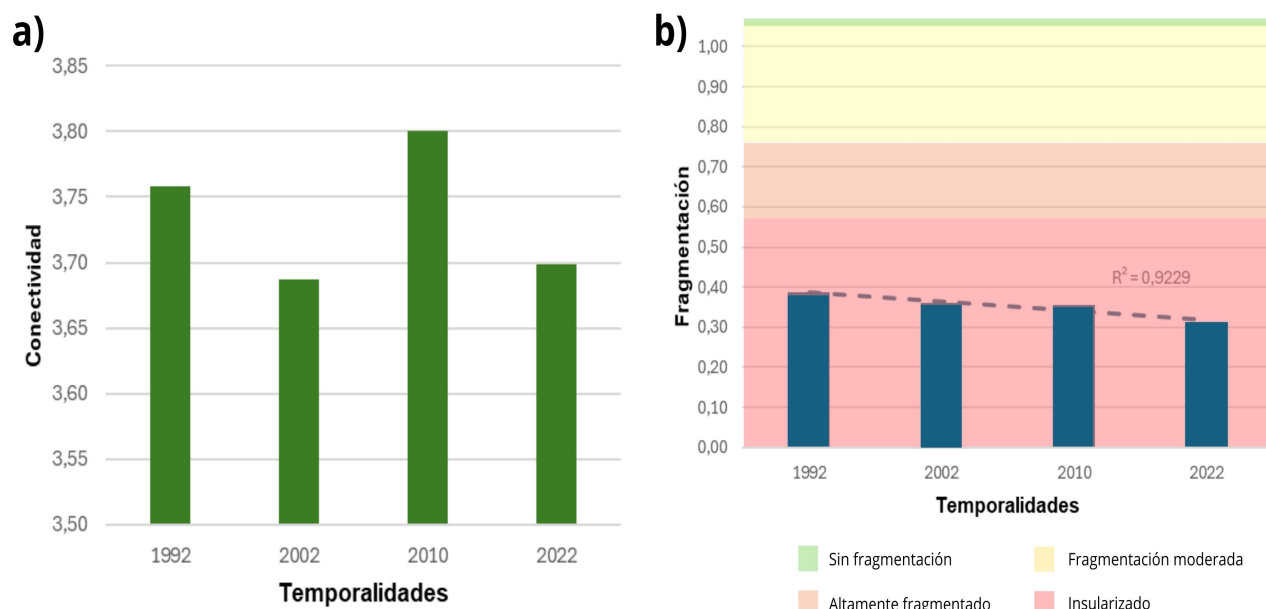 a)
3,85
3,80
3,75
3,70
3,65
3,60
3,55
3,50
Conectividad
1992 2002 2010 2022
Temporalidades
b)
1,00
0,90
0,80
0,70
0,60
0,50
0,40
0,30
0,20
0,10
0,00
Fragmentación
R² = 0,9229
1992 2002 2010 2022
Temporalidades
Sin fragmentación
Fragmentación moderada
Altamente fragmentado
Insularizado